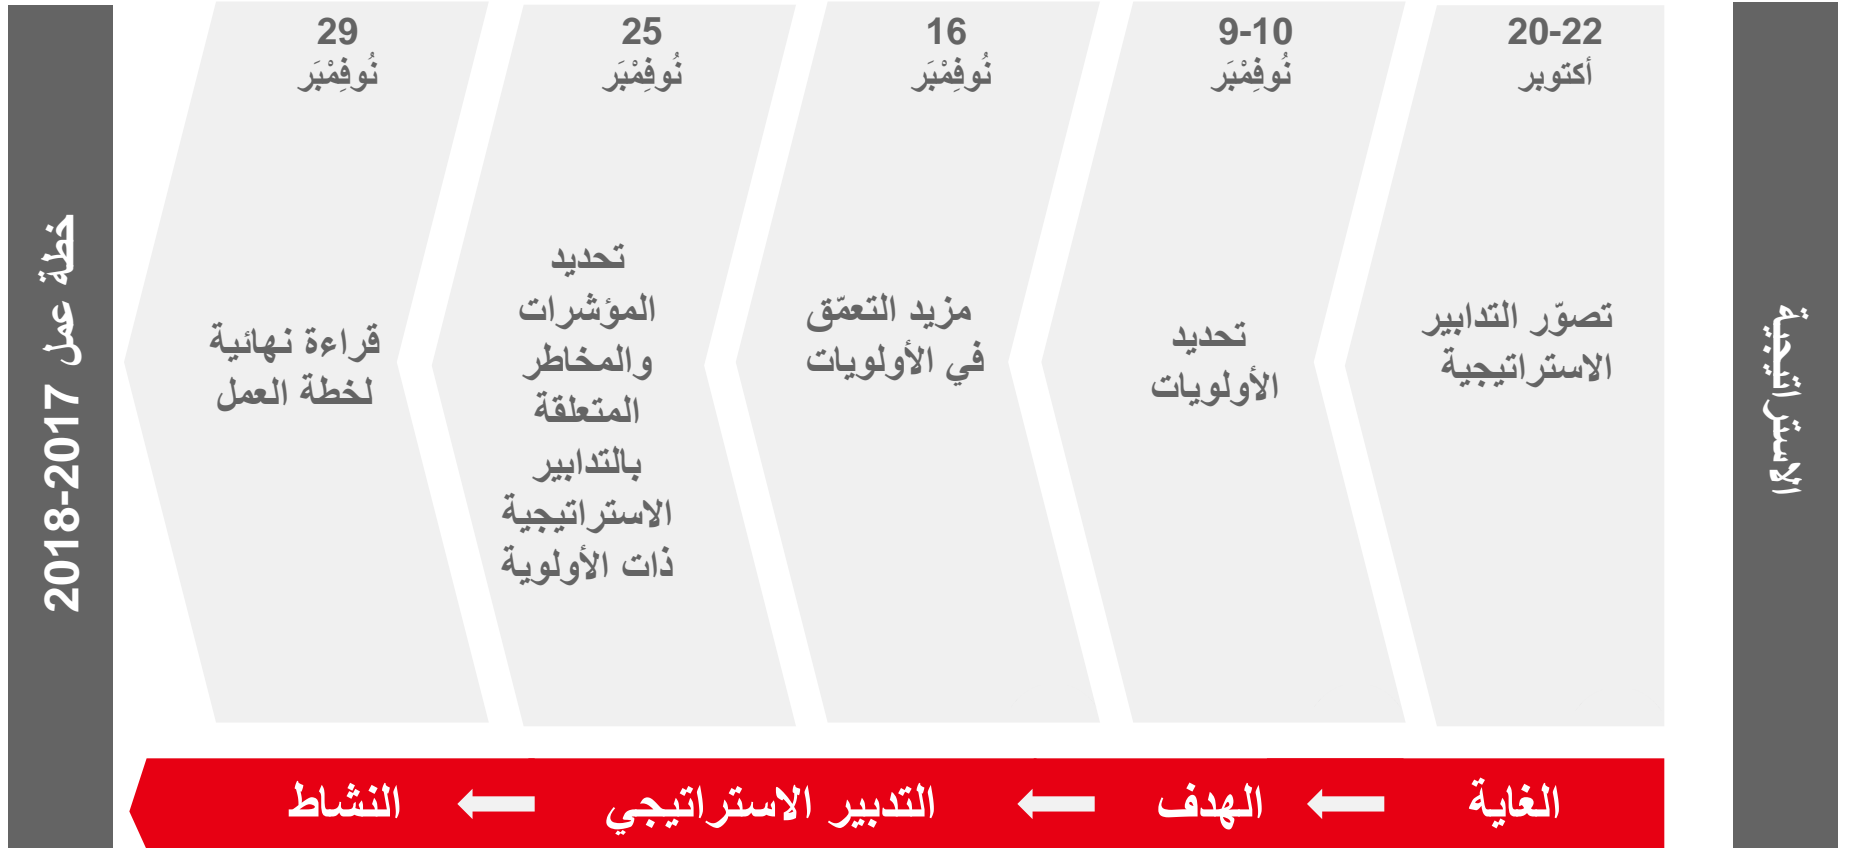 الاستراتيجية
20-22
أكتوبر
تصوّر التدابير
الاستراتيجية
9-10
نُوفِمْبَر
تحديد
الأولويات
16
نُوفِمْبَر
مزيد التعمّق
في الأولويات
25
نُوفِمْبَر
تحديد
المؤشرات
والمخاطر
المتعلقة
بالتدابير
الاستراتيجية
ذات الأولوية
29
نُوفِمْبَر
قراءة نهائية
لخطة العمل
خطة عمل 2017-2018
الغاية
الهدف
التدبير الاستراتيجي
النشاط